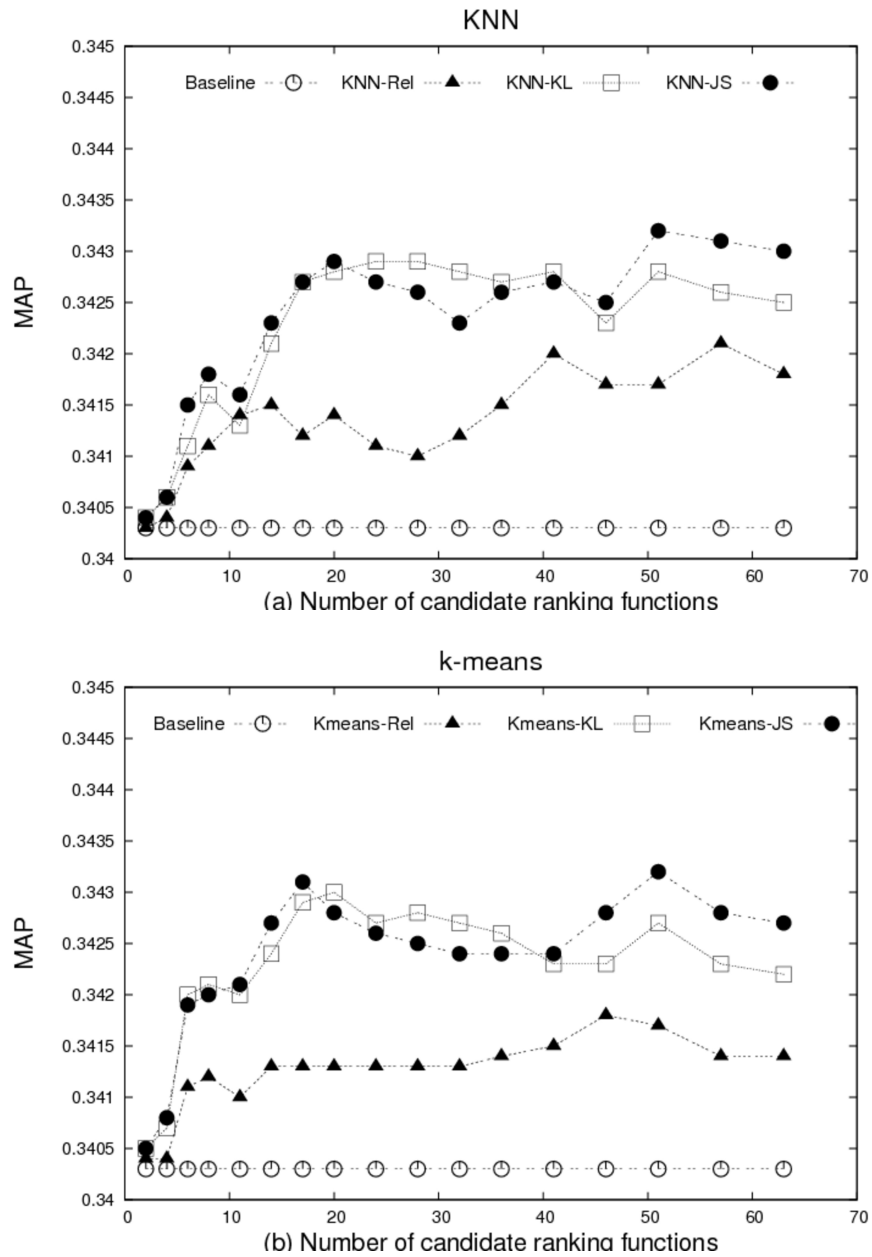 KNN
0.345
0.3445
0.344
0.3435
0.343
0.3425
0.342
0.3415
0.341
0.3405
0.34
MAP
Baseline KNN-Rel KNN-KL KNN-JS
0 10 20 30 40 50 60 70
(a) Number of candidate ranking functions
k-means
0.345
0.3445
0.344
0.3435
0.343
0.3425
0.342
0.3415
0.341
0.3405
0.34
MAP
Baseline Kmeans-Rel Kmeans-KL Kmeans-JS
0 10 20 30 40 50 60 70
(b) Number of candidate ranking functions